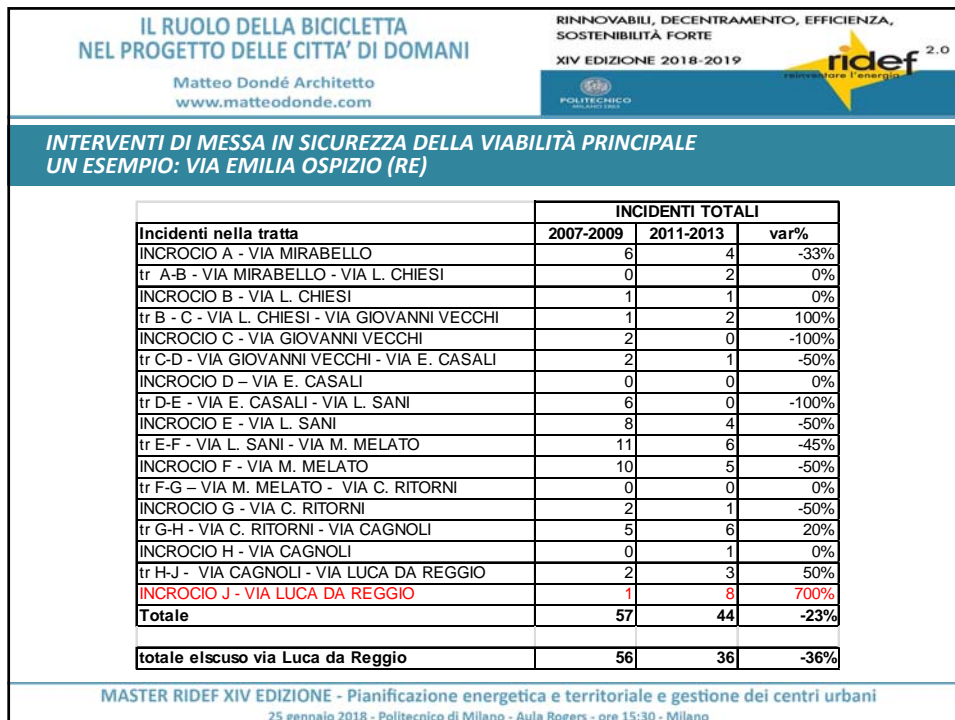 IL RUOLO DELLA BICICLETTA
NEL PROGETTO DELLE CITTA' DI DOMANI
Matteo Dondé Architetto
www.matteodonde.com
RINNOVABILI, DECENTRAMENTO, EFFICIENZA,
SOSTENIBILITÀ FORTE
XIV EDIZIONE 2018-2019
ridef 2.0
reinventare l'energia
POLITECNICO
MILANO 1863
INTERVENTI DI MESSA IN SICUREZZA DELLA VIABILITÀ PRINCIPALE
UN ESEMPIO: VIA EMILIA OSPIZIO (RE)
INCIDENTI TOTALI
Incidenti nella tratta 2007-2009 2011-2013 var%
INCROCIO A - VIA MIRABELLO 6 4 -33%
tr A-B - VIA MIRABELLO - VIA L. CHIESI 0 2 0%
INCROCIO B - VIA L. CHIESI 1 1 0%
tr B - C - VIA L. CHIESI - VIA GIOVANNI VECCHI 1 2 100%
INCROCIO C - VIA GIOVANNI VECCHI 2 0 -100%
tr C-D - VIA GIOVANNI VECCHI - VIA E. CASALI 2 1 -50%
INCROCIO D – VIA E. CASALI 0 0 0%
tr D-E - VIA E. CASALI - VIA L. SANI 6 0 -100%
INCROCIO E - VIA L. SANI 8 4 -50%
tr E-F - VIA L. SANI - VIA M. MELATO 11 6 -45%
INCROCIO F - VIA M. MELATO 10 5 -50%
tr F-G – VIA M. MELATO - VIA C. RITORNI 0 0 0%
INCROCIO G - VIA C. RITORNI 2 1 -50%
tr G-H - VIA C. RITORNI - VIA CAGNOLI 5 6 20%
INCROCIO H - VIA CAGNOLI 0 1 0%
tr H-J - VIA CAGNOLI - VIA LUCA DA REGGIO 2 3 50%
INCROCIO J - VIA LUCA DA REGGIO 1 8 700%
Totale 57 44 -23%
totale elscuso via Luca da Reggio 56 36 -36%
MASTER RIDEF XIV EDIZIONE - Pianificazione energetica e territoriale e gestione dei centri urbani
25 gennaio 2018 - Politecnico di Milano - Aula Rogers - ore 15:30 - Milano